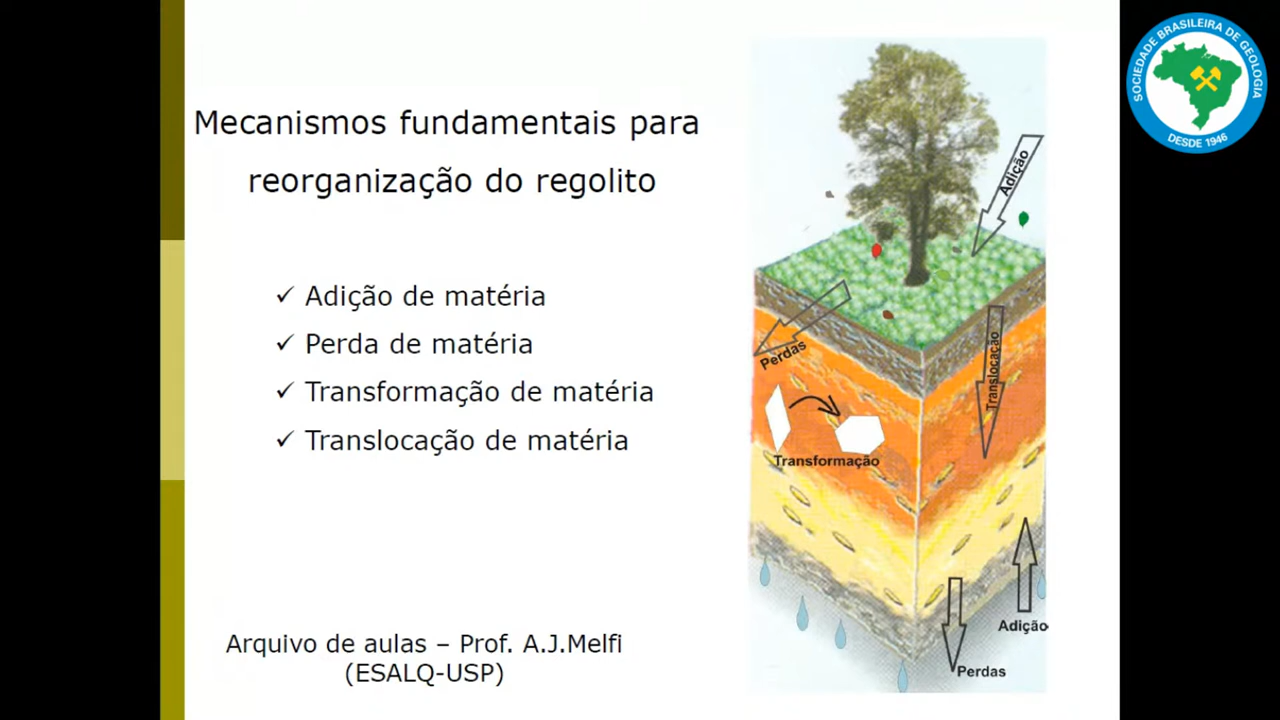 Mecanismos fundamentais para
reorganização do regolito
✓ Adição de matéria
✓ Perda de matéria
✓ Transformação de matéria
✓ Translocação de matéria
Arquivo de aulas – Prof. A.J.Melfi
(ESALQ-USP)
Adição
Perdas
Translocação
Transformação
Adição
Perdas
SOCIEDADE BRASILEIRA DE GEOLOGIA
DESDE 1946